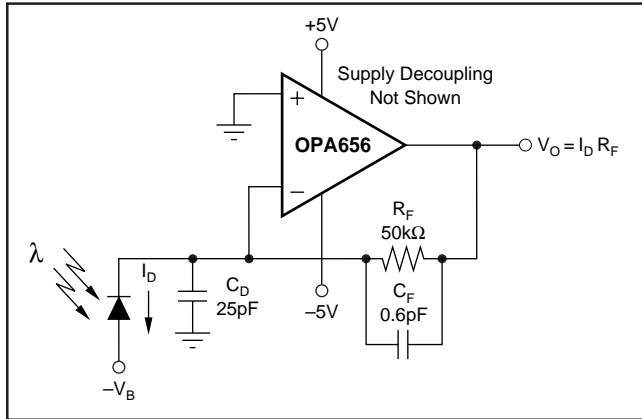 +5V
Supply Decoupling
Not Shown
+
OPA656
−
V_O = I_D R_F
R_F
50kΩ
λ
I_D
C_D
25pF
−5V
C_F
0.6pF
−V_B